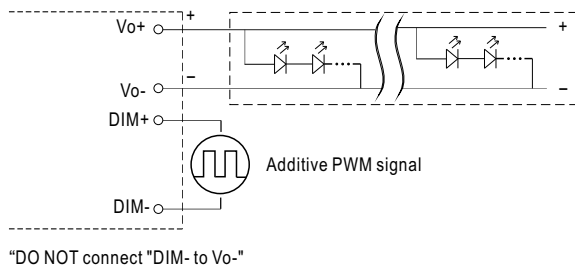 Vo+
+
+
−
Vo-
−
DIM+
Additive PWM signal
DIM-
“DO NOT connect "DIM- to Vo-"